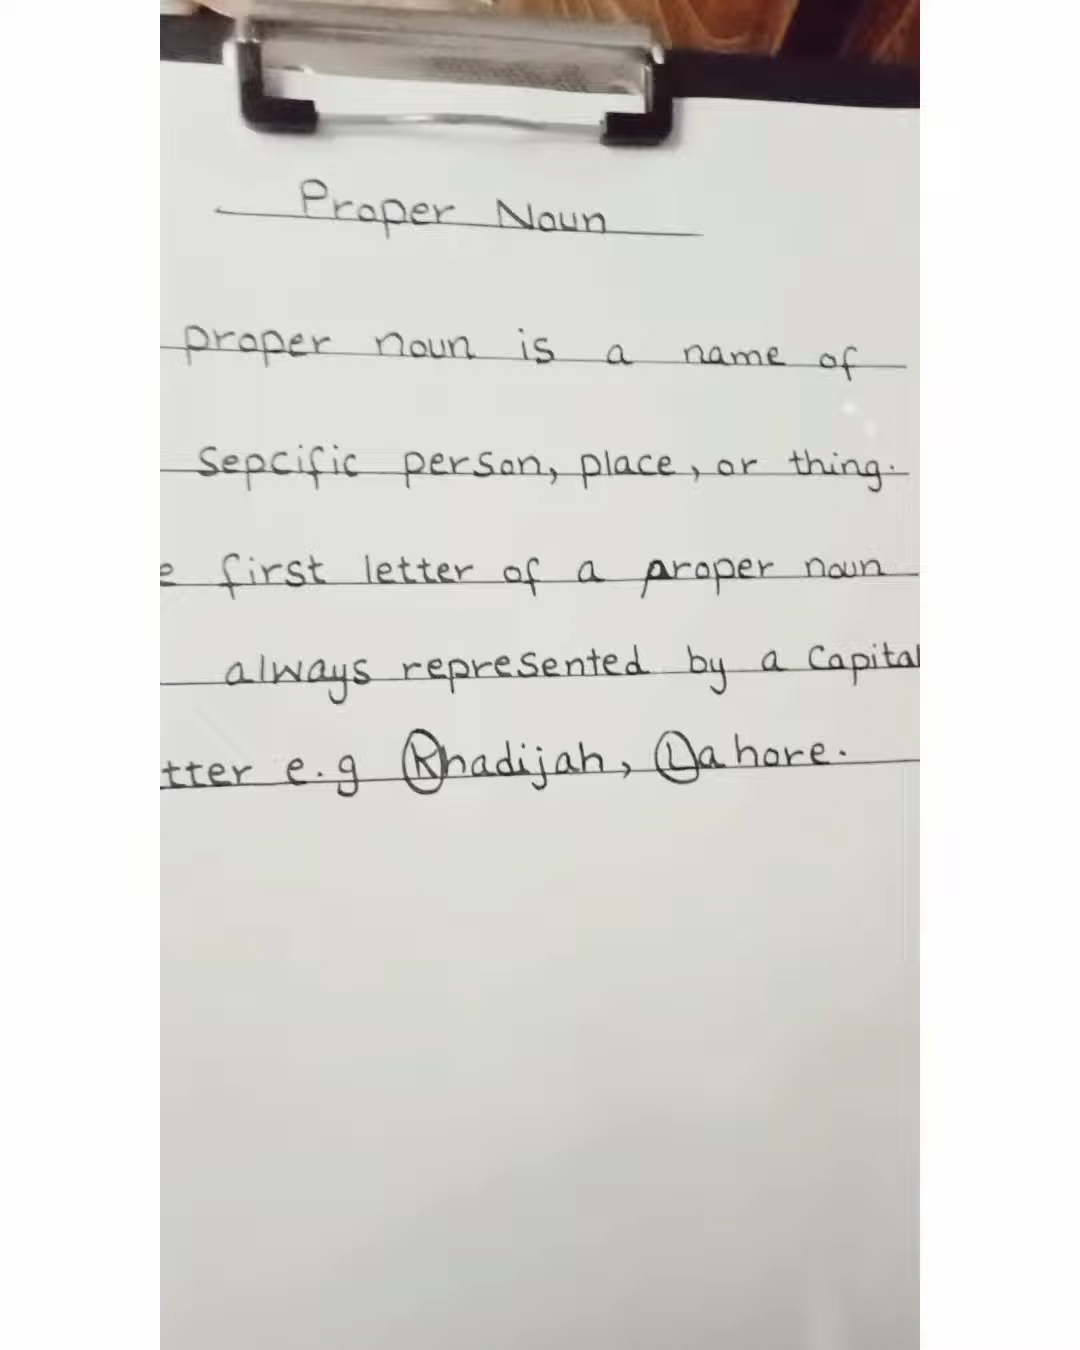 Proper Noun
proper noun is a name of
Sepcific person, place, or thing.
e first letter of a proper noun
always represented by a Capital
tter e.g Khadijah, Lahore.